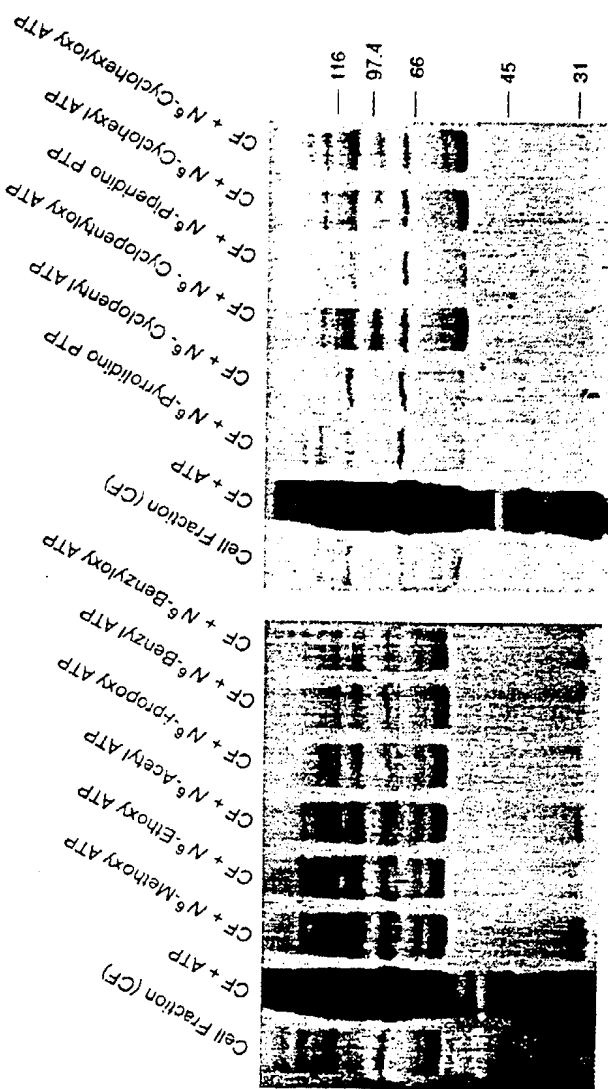 Cell Fraction (CF)
CF + ATP
CF + N⁶-Methoxy ATP
CF + N⁶-Ethoxy ATP
CF + N⁶-Acetyl ATP
CF + N⁶-i-propoxy ATP
CF + N⁶-Benzyl ATP
CF + N⁶-Benzyloxy ATP
Cell Fraction (CF)
CF + ATP
CF + N⁶-Pyrrolidino PTP
CF + N⁶-Cyclopentyl ATP
CF + N⁶-Cyclopentyloxy ATP
CF + N⁶-Piperidino PTP
CF + N⁶-Cyclohexyl ATP
CF + N⁶-Cyclohexyloxy ATP
116
97.4
66
45
31